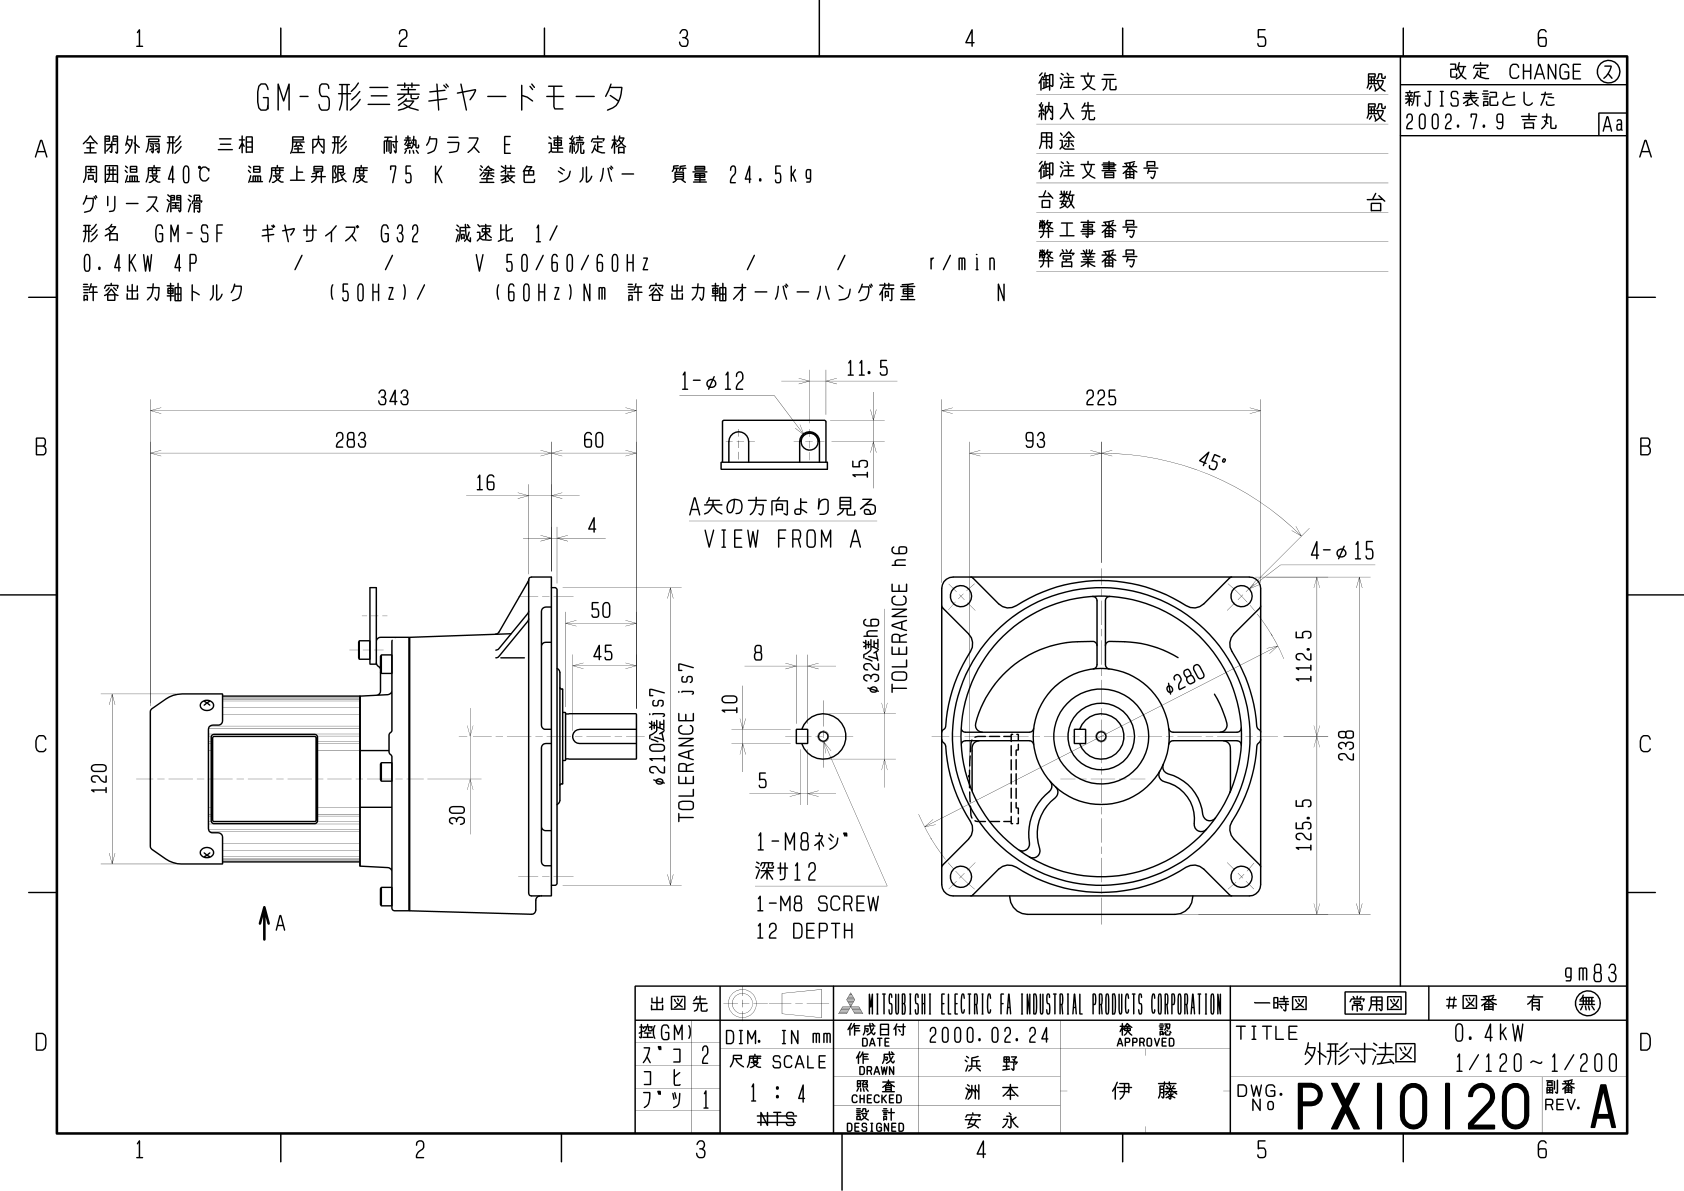 1 2 3 4 5 6
GM-S形三菱ギヤードモータ
全閉外扇形 三相 屋内形 耐熱クラス E 連続定格
周囲温度40℃ 温度上昇限度 75 K 塗装色 シルバー 質量 24.5kg
グリース潤滑
形名 GM-SF ギヤサイズ G32 減速比 1/
0.4KW 4P / / V 50/60/60Hz / / r/min
許容出力軸トルク (50Hz)/ (60Hz)Nm 許容出力軸オーバーハング荷重 N
御注文元 殿
納入先 殿
用途
御注文書番号
台数 台
弊工事番号
弊営業番号
改定 CHANGE ス
新JIS表記とした
2002.7.9 吉丸 Aa
A A
B B
C C
D D
343
283 60
16
4
50
45
120
30
φ210公差js7
TOLERANCE js7
A
1-φ12
11.5
15
A矢の方向より見る
VIEW FROM A
8
10
5
φ32公差h6
TOLERANCE h6
1-M8ネジ
深サ12
1-M8 SCREW
12 DEPTH
225
93
45°
4-φ15
φ280
112.5
238
125.5
gm83
出図先
控(GM)
ズコ 2
コヒ
ブツ 1
DIM. IN mm
尺度 SCALE
1 : 4
NTS
MITSUBISHI ELECTRIC FA INDUSTRIAL PRODUCTS CORPORATION
作成日付 DATE 2000.02.24
作成 DRAWN 浜野
照査 CHECKED 洲本
設計 DESIGNED 安永
検認 APPROVED
伊藤
一時図 常用図 #図番 有 無
TITLE 外形寸法図
0.4kW
1/120~1/200
DWG. No PX10120
副番 REV. A
1 2 3 4 5 6